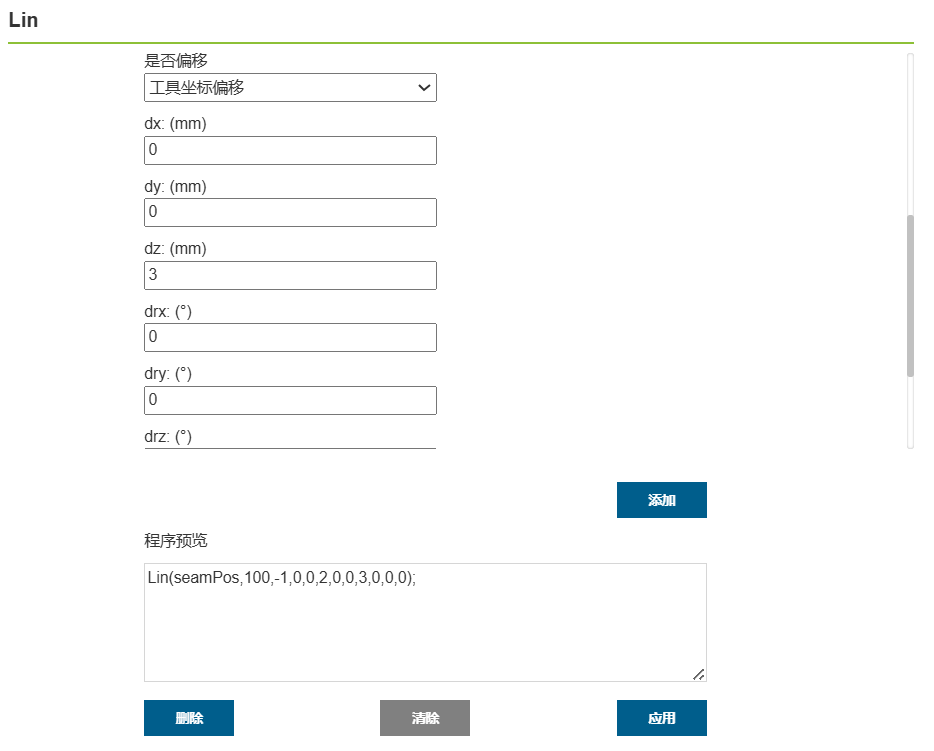 Lin
是否偏移
工具坐标偏移
dx: (mm)
0
dy: (mm)
0
dz: (mm)
3
drx: (°)
0
dry: (°)
0
drz: (°)
添加
程序预览
Lin(seamPos,100,-1,0,0,2,0,0,3,0,0,0);
删除
清除
应用